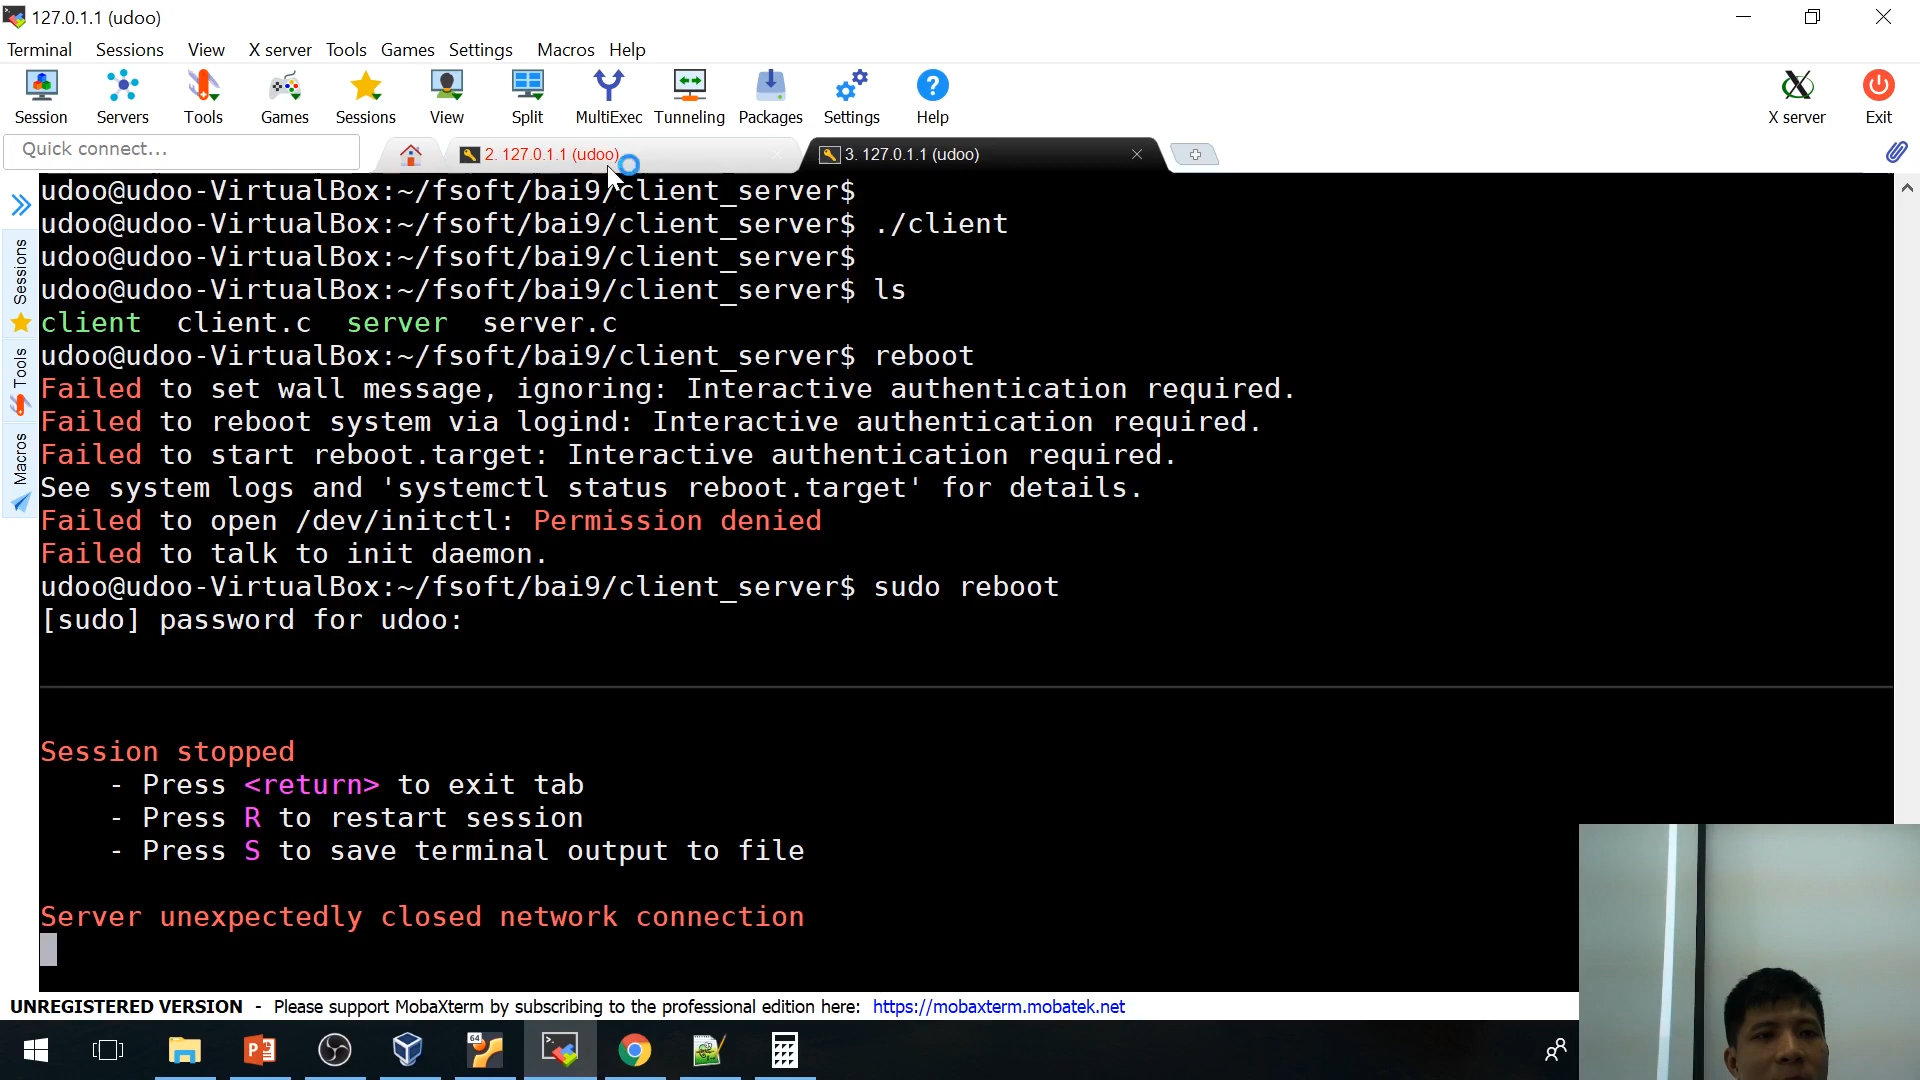 127.0.1.1 (udoo)
Terminal Sessions View X server Tools Games Settings Macros Help
Session Servers Tools Games Sessions View Split MultiExec Tunneling Packages Settings Help X server Exit
Quick connect...
2. 127.0.1.1 (udoo)
3. 127.0.1.1 (udoo)
Sessions
Tools
Macros
udoo@udoo-VirtualBox:~/fsoft/bai9/client_server$
udoo@udoo-VirtualBox:~/fsoft/bai9/client_server$ ./client
udoo@udoo-VirtualBox:~/fsoft/bai9/client_server$
udoo@udoo-VirtualBox:~/fsoft/bai9/client_server$ ls
client client.c server server.c
udoo@udoo-VirtualBox:~/fsoft/bai9/client_server$ reboot
Failed to set wall message, ignoring: Interactive authentication required.
Failed to reboot system via logind: Interactive authentication required.
Failed to start reboot.target: Interactive authentication required.
See system logs and 'systemctl status reboot.target' for details.
Failed to open /dev/initctl: Permission denied
Failed to talk to init daemon.
udoo@udoo-VirtualBox:~/fsoft/bai9/client_server$ sudo reboot
[sudo] password for udoo:
Session stopped
- Press <return> to exit tab
- Press R to restart session
- Press S to save terminal output to file
Server unexpectedly closed network connection
UNREGISTERED VERSION - Please support MobaXterm by subscribing to the professional edition here: https://mobaxterm.mobatek.net
64